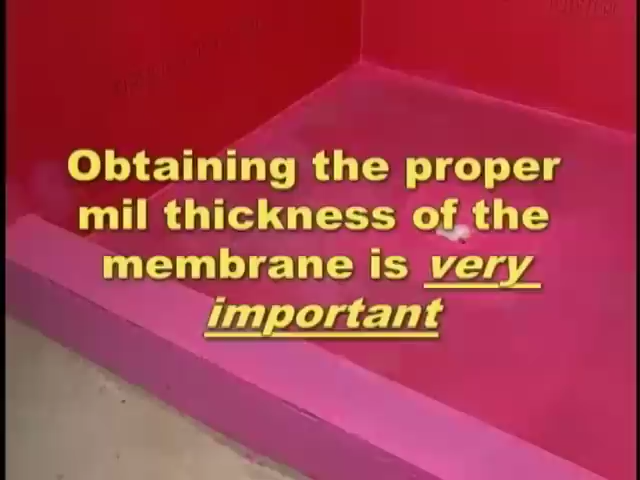 Obtaining the proper
mil thickness of the
membrane is very
important